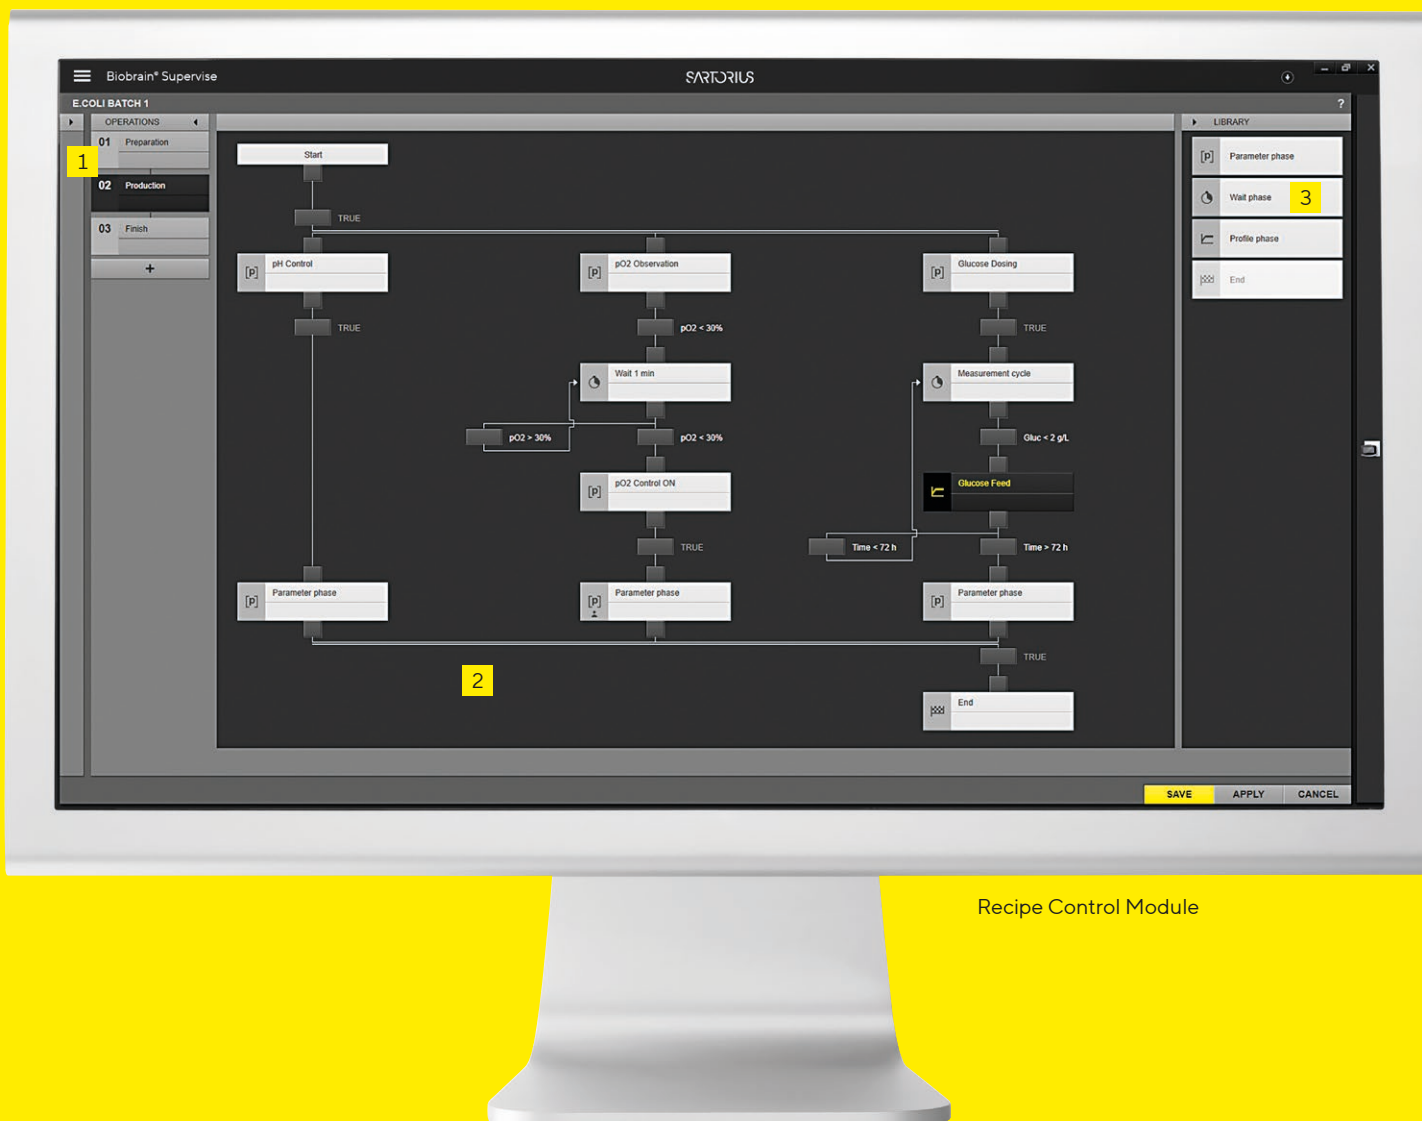 Biobrain® Supervise
SARTORIUS
E.COLI BATCH 1
?
OPERATIONS
LIBRARY
01 Preparation
1
02 Production
03 Finish
+
Start
TRUE
[p] pH Control
[p] pO2 Observation
[p] Glucose Dosing
TRUE
pO2 < 30%
TRUE
Wait 1 min
Measurement cycle
pO2 > 30%
pO2 < 30%
Gluc < 2 g/L
[p] pO2 Control ON
Glucose Feed
TRUE
Time < 72 h
Time > 72 h
[p] Parameter phase
[p] Parameter phase
[p] Parameter phase
TRUE
2
End
[p] Parameter phase
Wait phase
3
Profile phase
End
SAVE
APPLY
CANCEL
Recipe Control Module